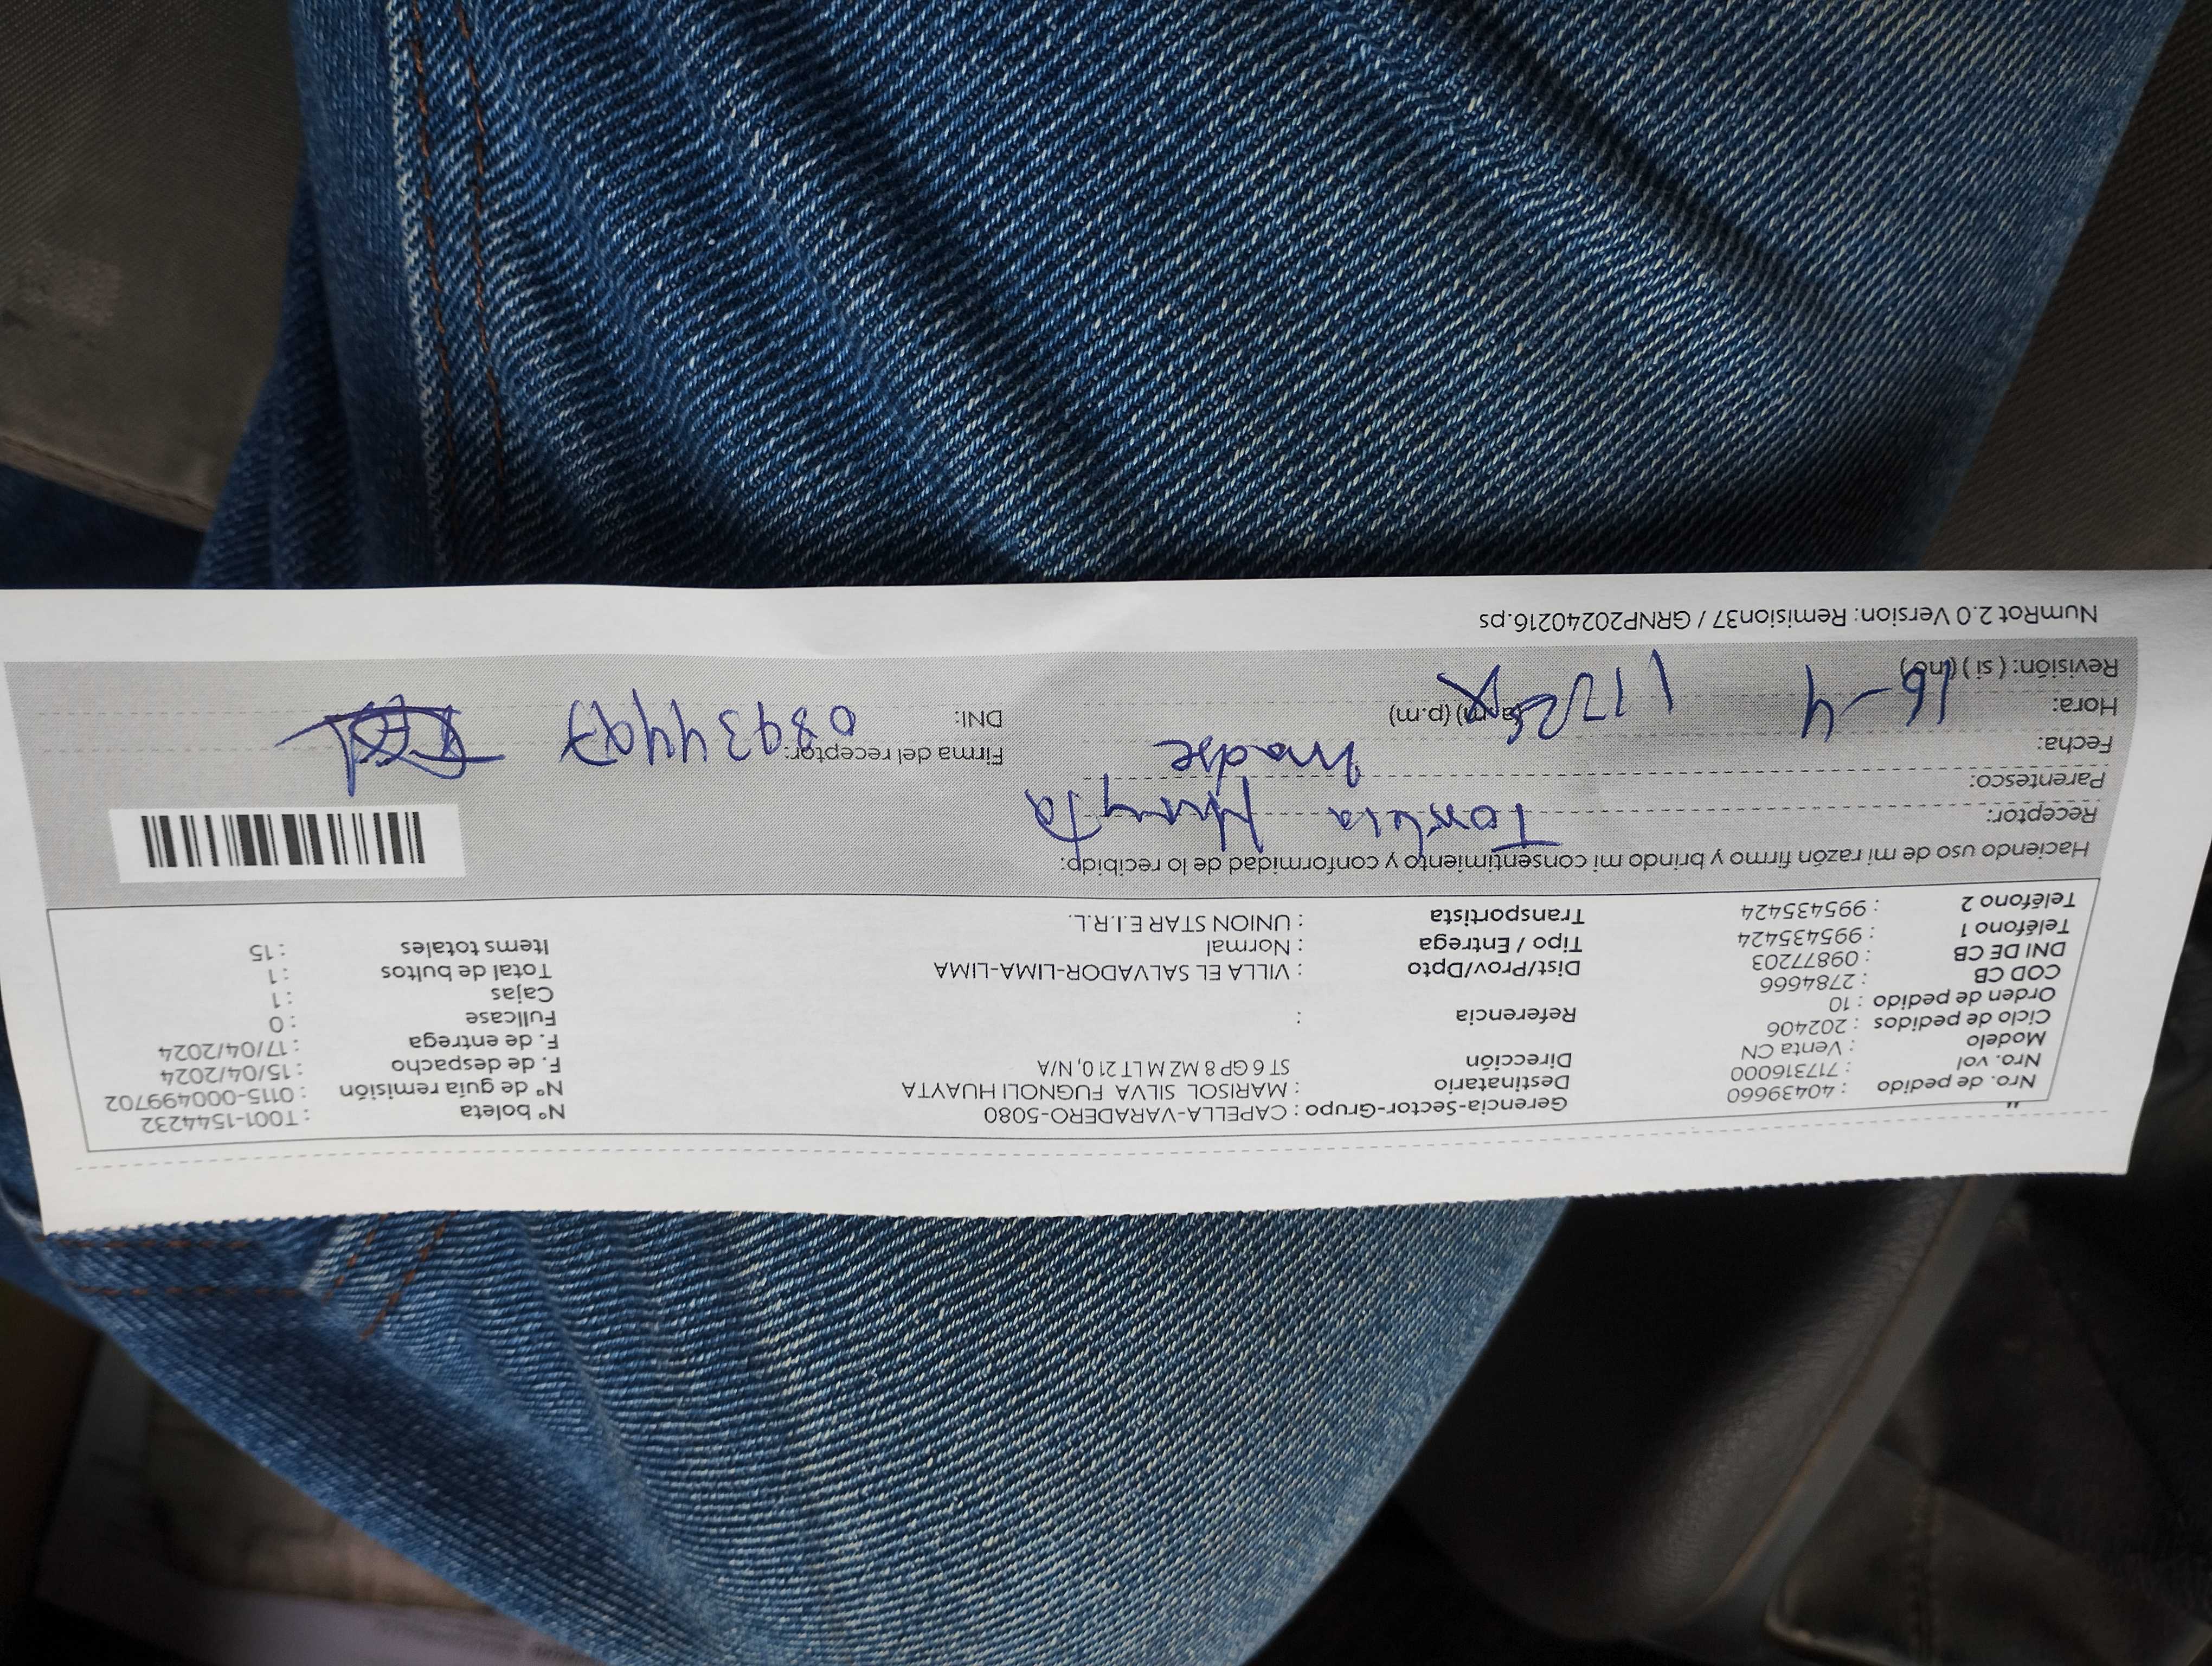 Nro. de pedido : 40439660 Gerencia-Sector-Grupo : CAPELLA-VARADERO-5080 N° boleta : T001-1544232
Nro. vol : 717316000 Destinatario : MARISOL SILVA FUGNOLI HUAYTA N° de guía remisión : 0115-000499702
Modelo : Venta CN Dirección ST 6 GP 8 MZ M LT 21 0, N/A F. de despacho : 15/04/2024
Ciclo de pedidos : 202406 F. de entrega : 17/04/2024
Orden de pedido : 10 Referencia : Fullcase : 0
COD CB : 2784666 Cajas : 1
DNI DE CB : 09877203 Dist/Prov/Dpto : VILLA EL SALVADOR-LIMA-LIMA Total de bultos : 1
Teléfono 1 : 995435424 Tipo / Entrega : Normal Items totales : 15
Teléfono 2 : 995435424 Transportista : UNION STAR E.I.R.L.
Haciendo uso de mi razón firmo y brindo mi consentimiento y conformidad de lo recibido:
Receptor: Huayta
Parentesco: Madre
Fecha: 16-4 Firma del receptor:
Hora: (a.m) (p.m) DNI: 08934497
Revisión: ( si ) (no)
NumRot 2.0 Version: Remision37 / GRNP20240216.ps